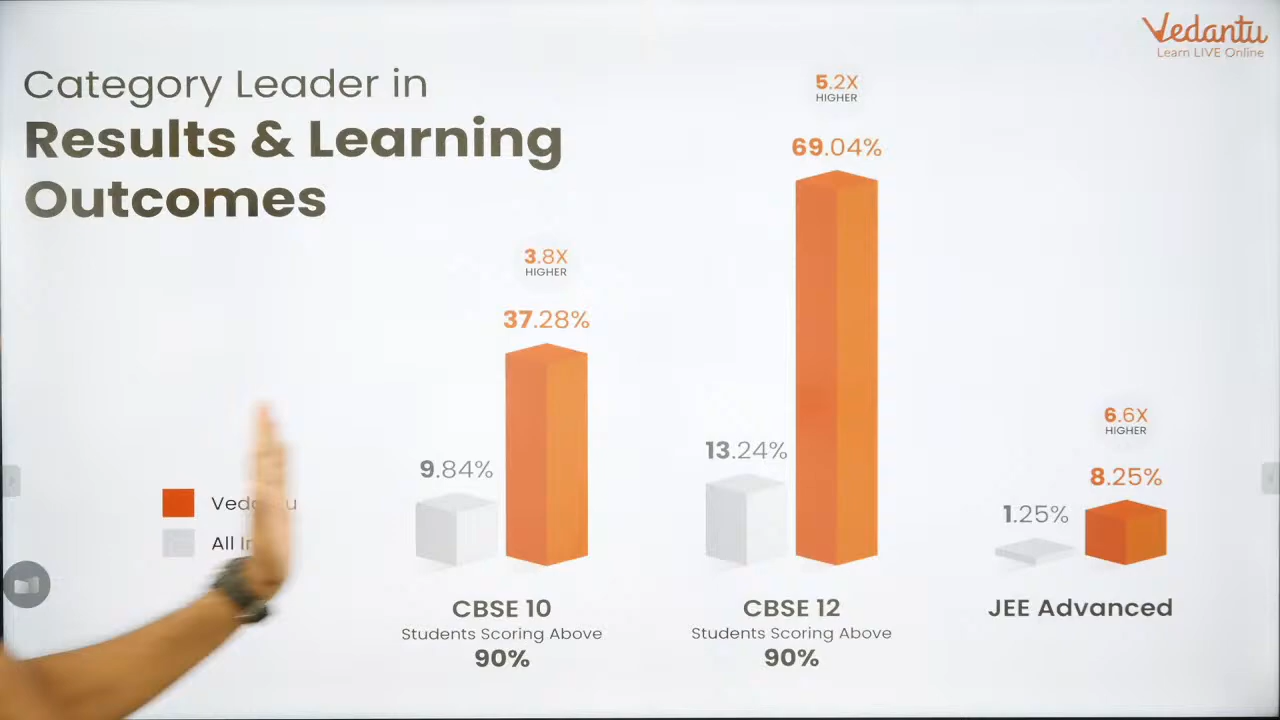 Vedantu
Learn LIVE Online
Category Leader in
Results & Learning
Outcomes
5.2X
HIGHER
69.04%
3.8X
HIGHER
37.28%
13.24%
9.84%
6.6X
HIGHER
8.25%
1.25%
All
CBSE 10
Students Scoring Above
90%
CBSE 12
Students Scoring Above
90%
JEE Advanced